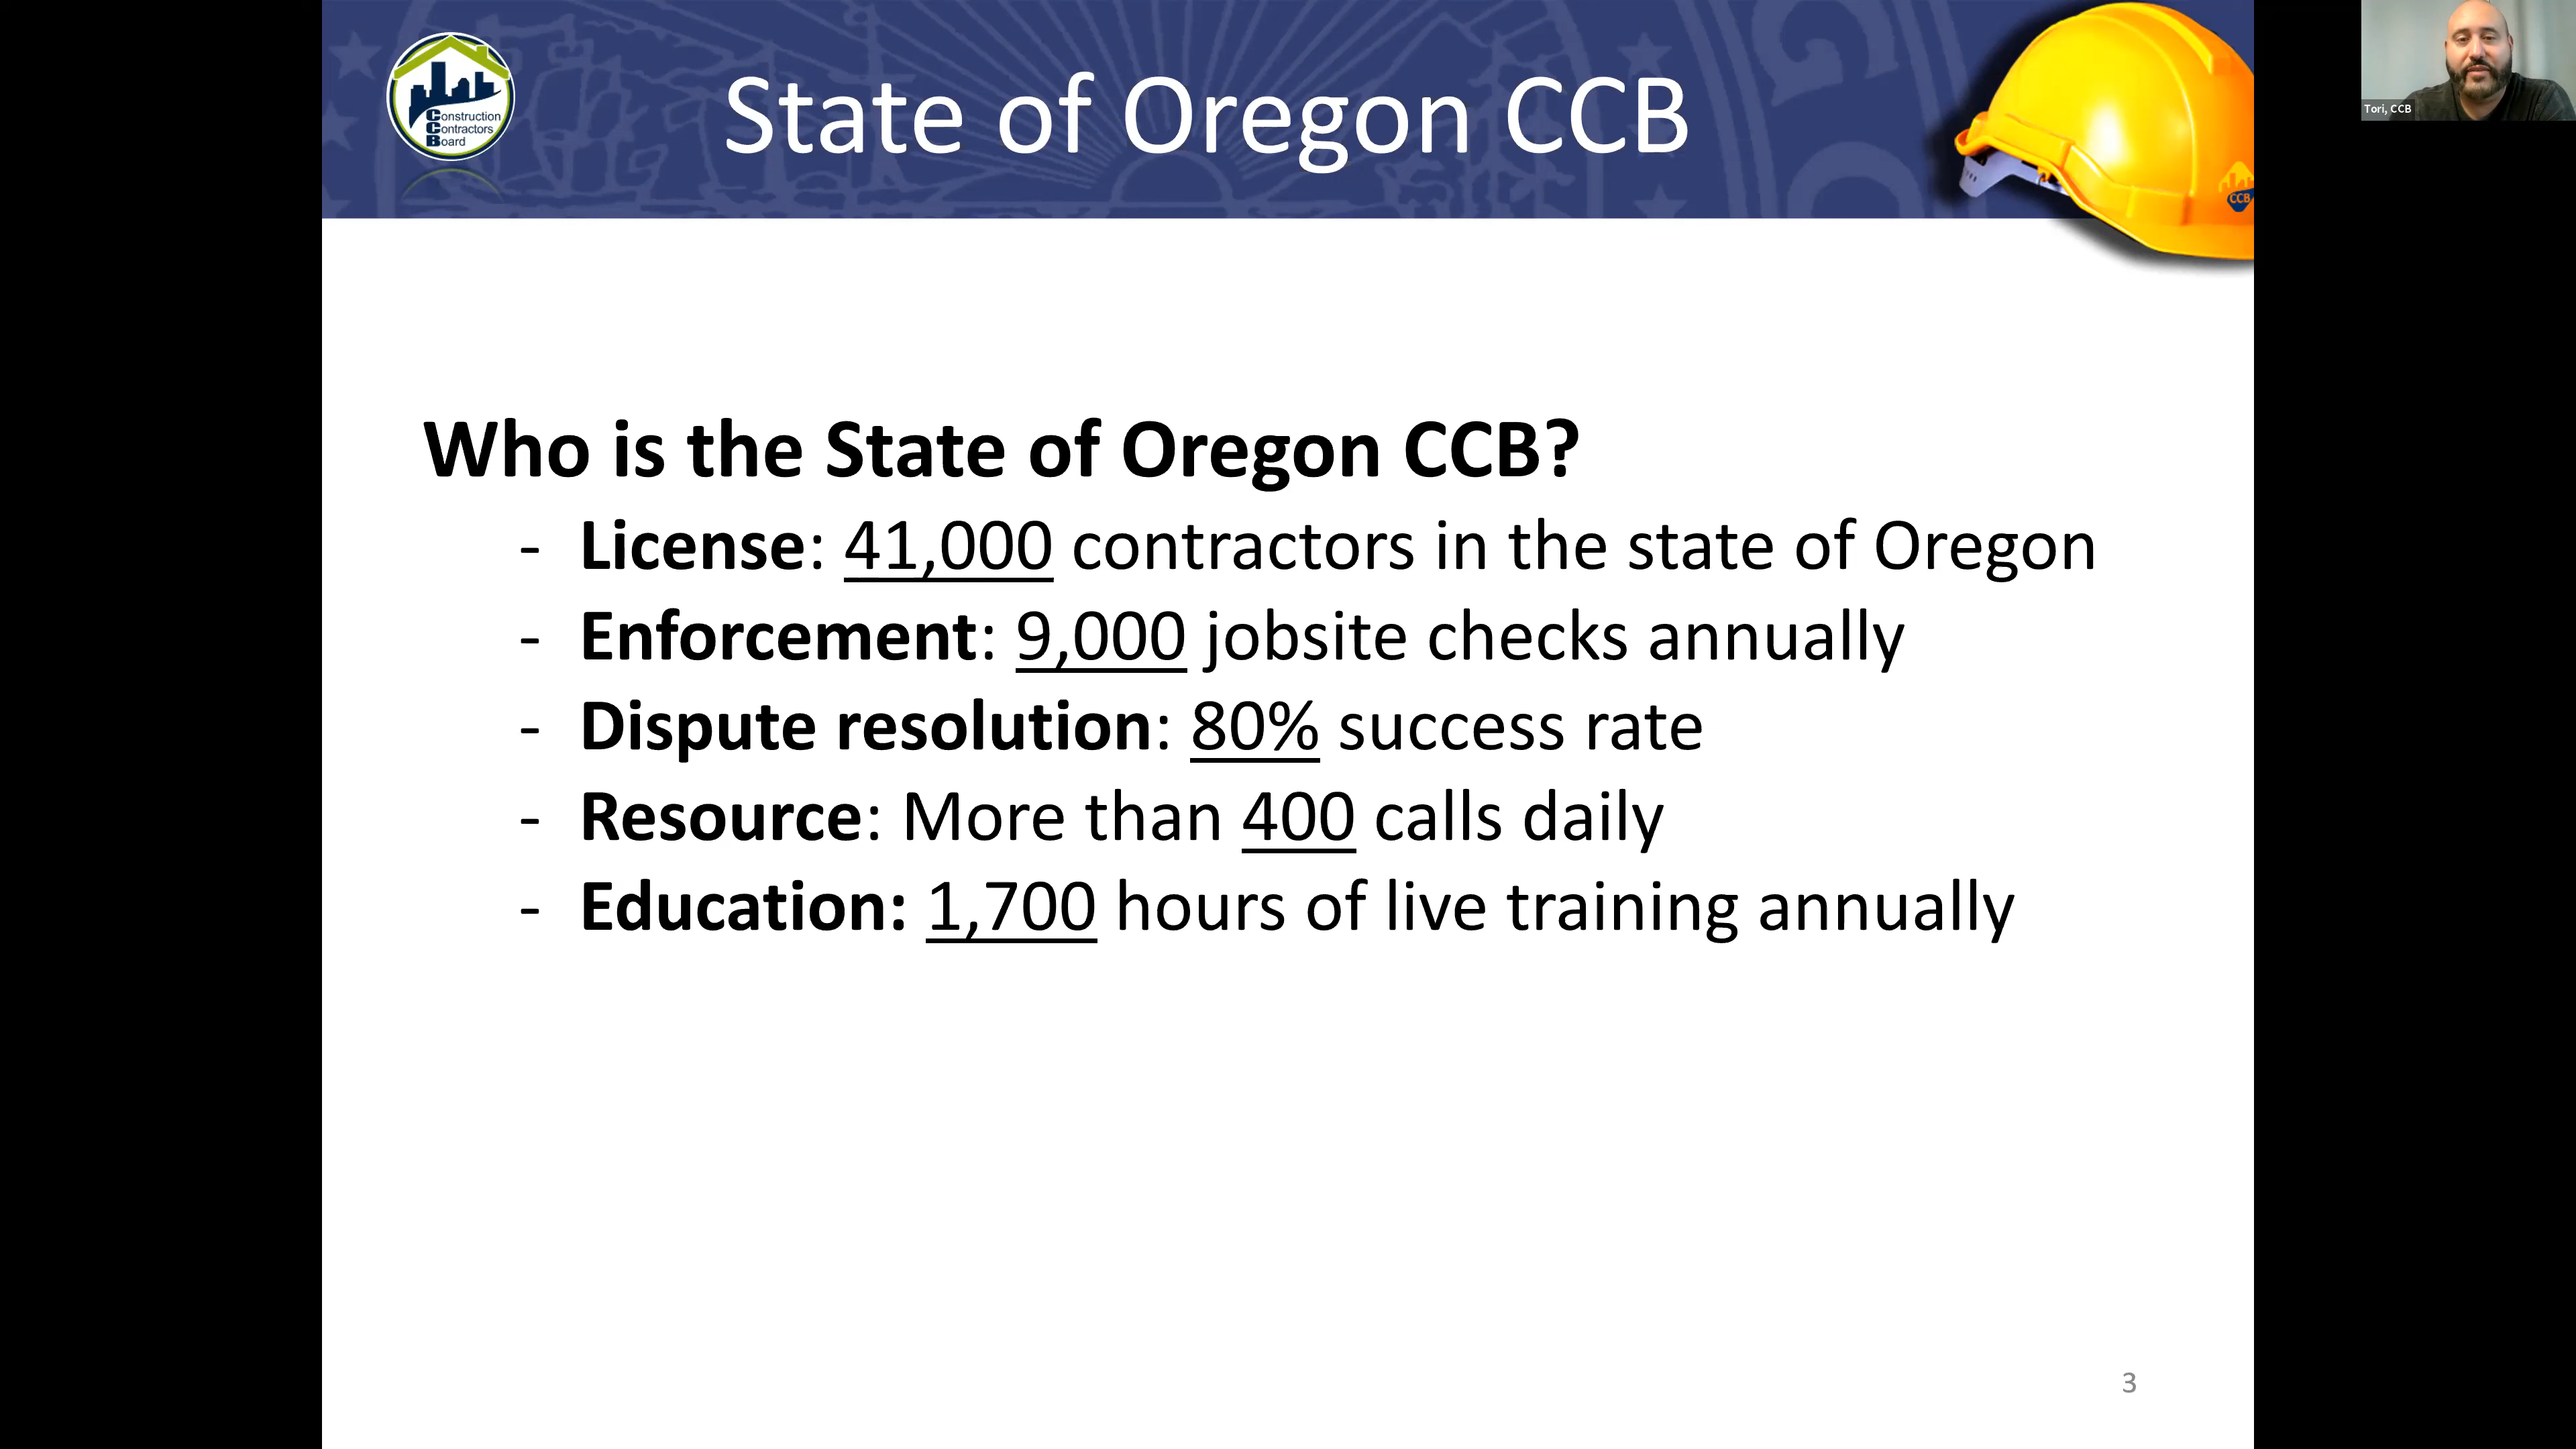 Construction
Contractors
Board
State of Oregon CCB
CCB
Tori, CCB
Who is the State of Oregon CCB?
- License: 41,000 contractors in the state of Oregon
- Enforcement: 9,000 jobsite checks annually
- Dispute resolution: 80% success rate
- Resource: More than 400 calls daily
- Education: 1,700 hours of live training annually
3